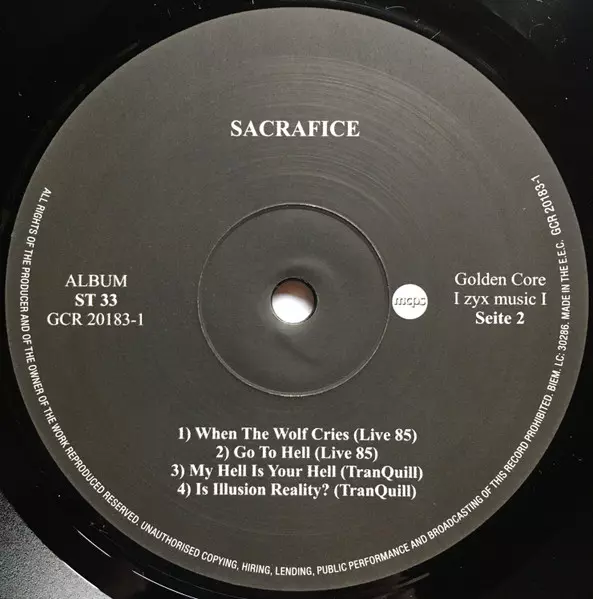 SACRAFICE
ALBUM
ST 33
GCR 20183-1
mcps
Golden Core
I zyx music I
Seite 2
1) When The Wolf Cries (Live 85)
2) Go To Hell (Live 85)
3) My Hell Is Your Hell (TranQuill)
4) Is Illusion Reality? (TranQuill)
ALL RIGHTS OF THE PRODUCER AND OF THE OWNER OF THE WORK REPRODUCED RESERVED. UNAUTHORISED COPYING, HIRING, LENDING, PUBLIC PERFORMANCE AND BROADCASTING OF THIS RECORD PROHIBITED. BIEM. LC: 30286. MADE IN THE E.E.C. GCR 20183-1